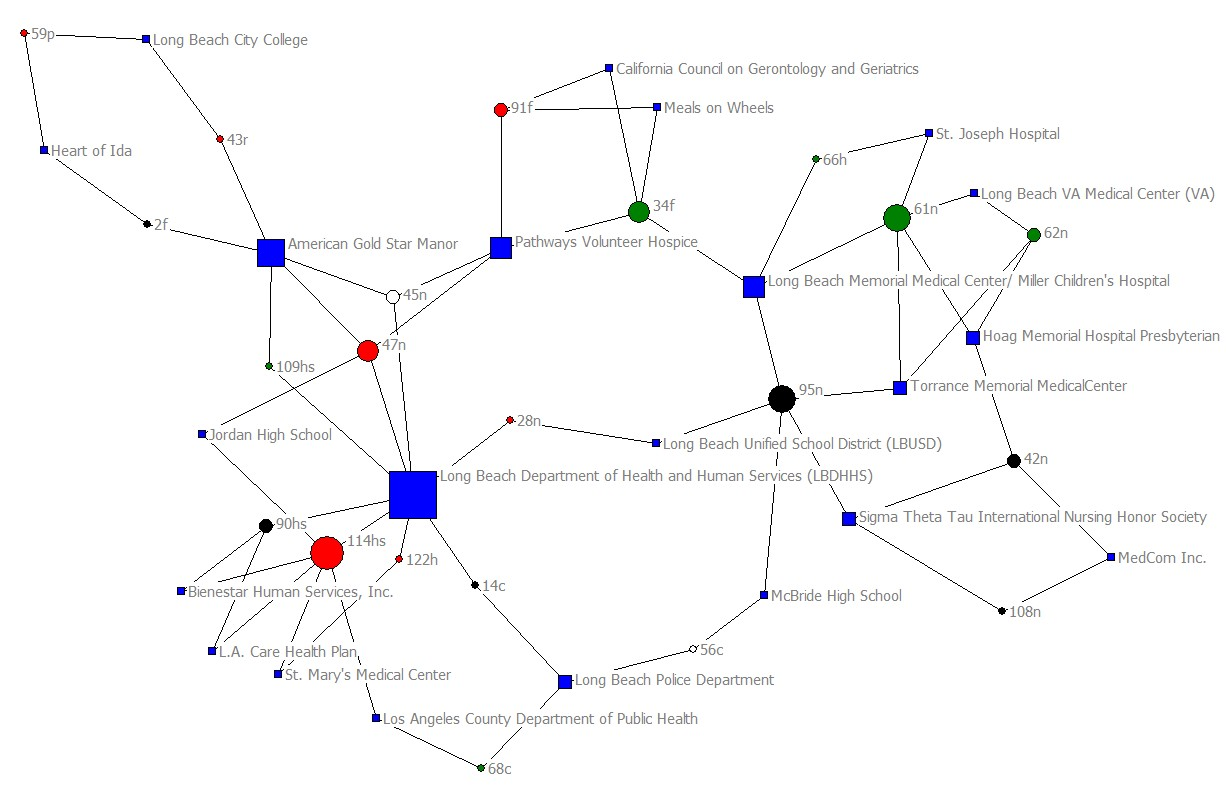 59p
Long Beach City College
California Council on Gerontology and Geriatrics
91f
Meals on Wheels
43r
St. Joseph Hospital
Heart of Ida
66h
Long Beach VA Medical Center (VA)
34f
61n
2f
62n
American Gold Star Manor
Pathways Volunteer Hospice
Long Beach Memorial Medical Center/ Miller Children's Hospital
45n
Hoag Memorial Hospital Presbyterian
47n
109hs
Torrance Memorial MedicalCenter
95n
28n
Jordan High School
Long Beach Unified School District (LBUSD)
42n
Long Beach Department of Health and Human Services (LBDHHS)
Sigma Theta Tau International Nursing Honor Society
90hs
114hs
122h
MedCom Inc.
14c
Bienestar Human Services, Inc.
McBride High School
108n
L.A. Care Health Plan
56c
St. Mary's Medical Center
Long Beach Police Department
Los Angeles County Department of Public Health
68c